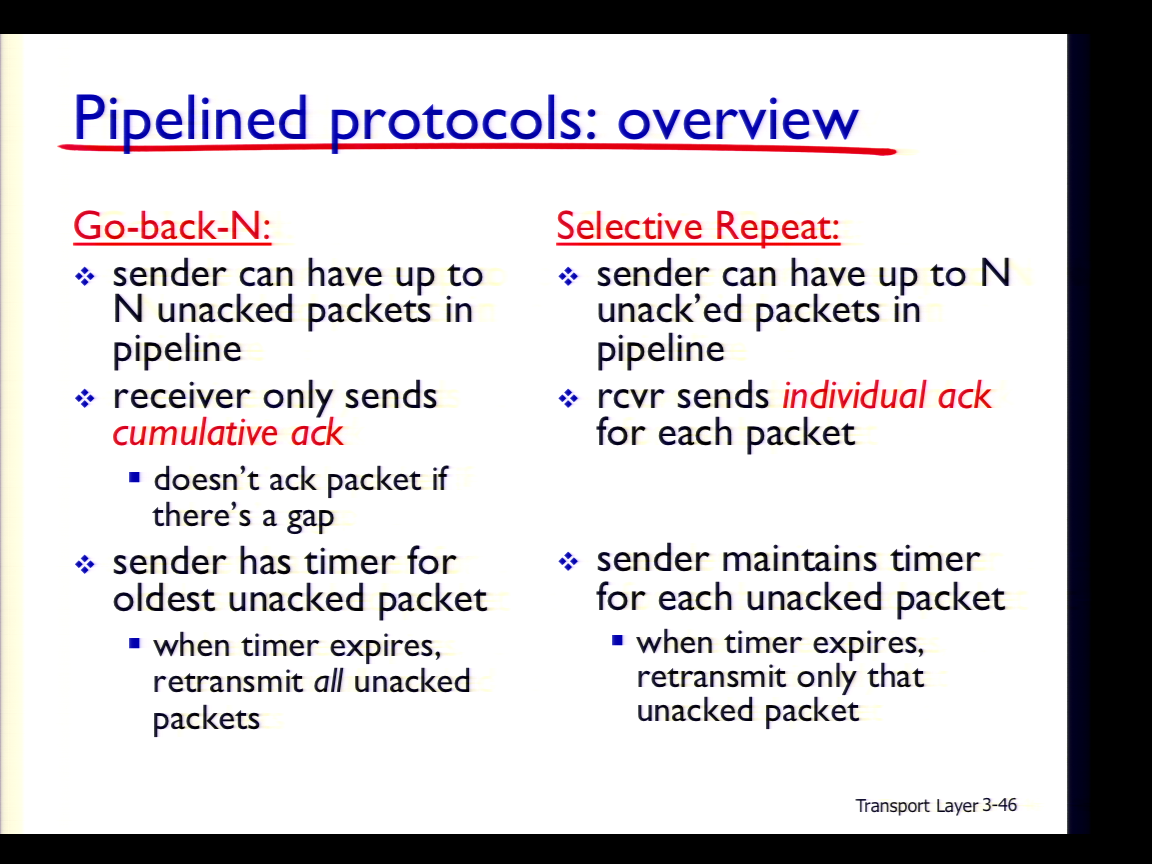 Pipelined protocols: overview
Go-back-N:
sender can have up to
N unacked packets in
pipeline
receiver only sends
cumulative ack
doesn't ack packet if
there's a gap
sender has timer for
oldest unacked packet
when timer expires,
retransmit all unacked
packets
Selective Repeat:
sender can have up to N
unack'ed packets in
pipeline
rcvr sends individual ack
for each packet
sender maintains timer
for each unacked packet
when timer expires,
retransmit only that
unacked packet
Transport Layer 3-46